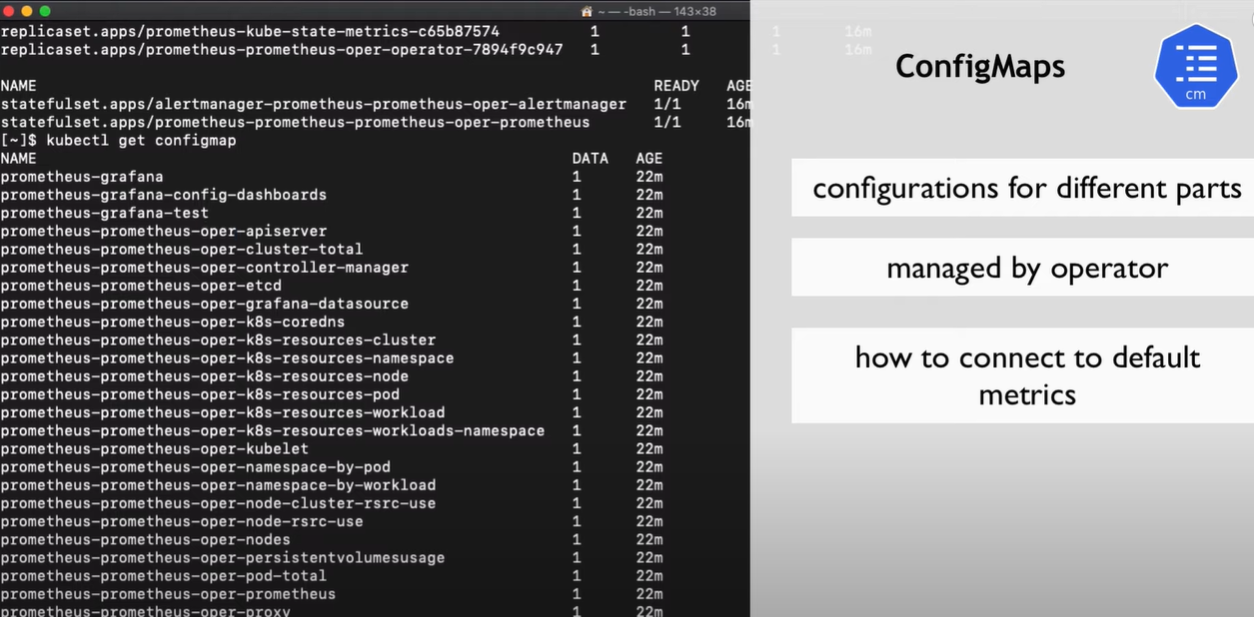 ~ — -bash — 143×38
replicaset.apps/prometheus-kube-state-metrics-c65b87574 1 1 1 16m
replicaset.apps/prometheus-prometheus-oper-operator-7894f9c947 1 1 1 16m
NAME READY AGE
statefulset.apps/alertmanager-prometheus-prometheus-oper-alertmanager 1/1 16m
statefulset.apps/prometheus-prometheus-prometheus-oper-prometheus 1/1 16m
[~]$ kubectl get configmap
NAME DATA AGE
prometheus-grafana 1 22m
prometheus-grafana-config-dashboards 1 22m
prometheus-grafana-test 1 22m
prometheus-prometheus-oper-apiserver 1 22m
prometheus-prometheus-oper-cluster-total 1 22m
prometheus-prometheus-oper-controller-manager 1 22m
prometheus-prometheus-oper-etcd 1 22m
prometheus-prometheus-oper-grafana-datasource 1 22m
prometheus-prometheus-oper-k8s-coredns 1 22m
prometheus-prometheus-oper-k8s-resources-cluster 1 22m
prometheus-prometheus-oper-k8s-resources-namespace 1 22m
prometheus-prometheus-oper-k8s-resources-node 1 22m
prometheus-prometheus-oper-k8s-resources-pod 1 22m
prometheus-prometheus-oper-k8s-resources-workload 1 22m
prometheus-prometheus-oper-k8s-resources-workloads-namespace 1 22m
prometheus-prometheus-oper-kubelet 1 22m
prometheus-prometheus-oper-namespace-by-pod 1 22m
prometheus-prometheus-oper-namespace-by-workload 1 22m
prometheus-prometheus-oper-node-cluster-rsrc-use 1 22m
prometheus-prometheus-oper-node-rsrc-use 1 22m
prometheus-prometheus-oper-nodes 1 22m
prometheus-prometheus-oper-persistentvolumesusage 1 22m
prometheus-prometheus-oper-pod-total 1 22m
prometheus-prometheus-oper-prometheus 1 22m
prometheus-prometheus-oper-proxy 1 22m
ConfigMaps
cm
configurations for different parts
managed by operator
how to connect to default
metrics